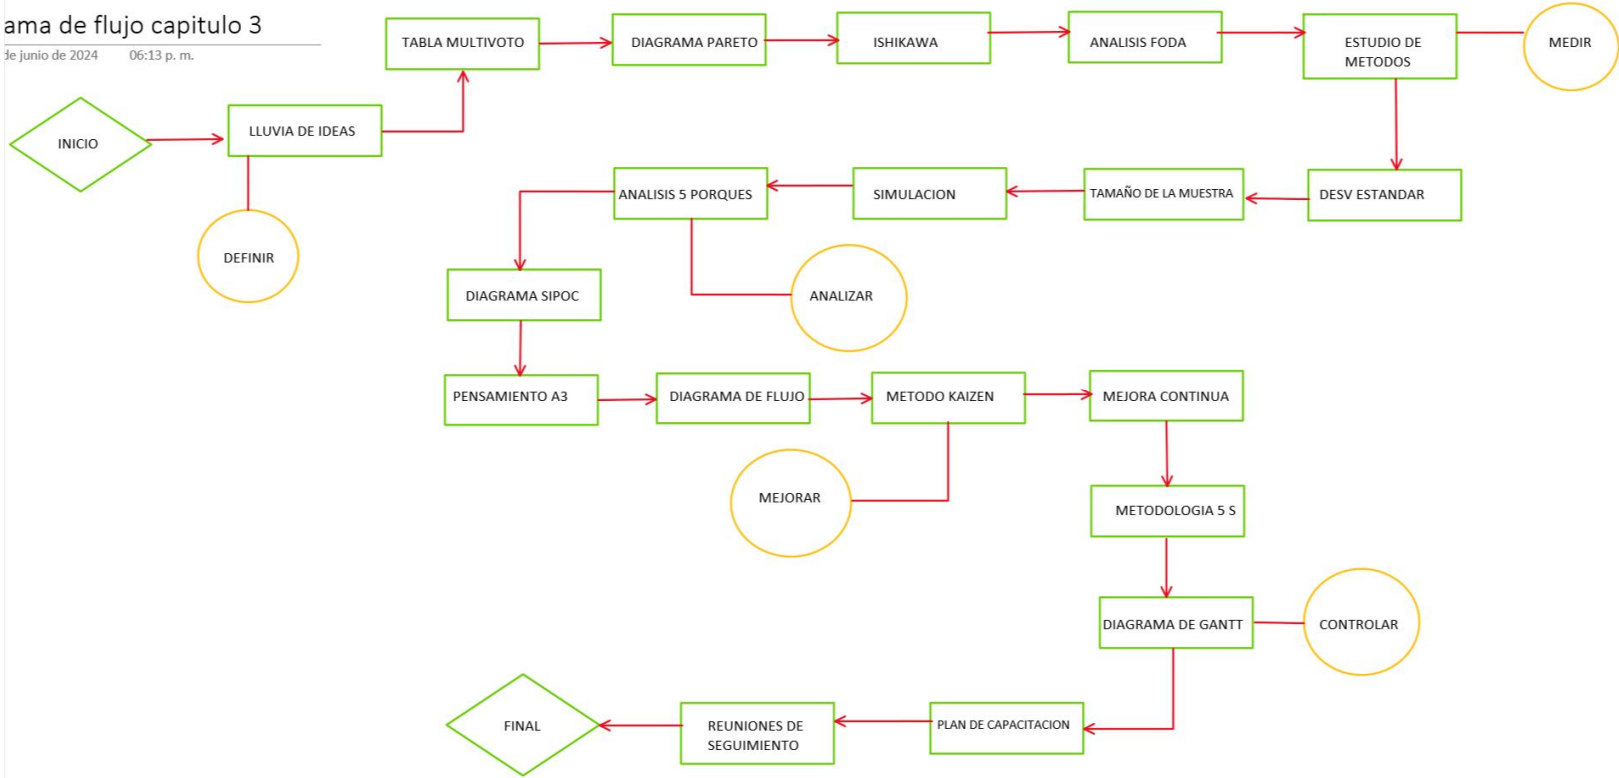 ama de flujo capitulo 3
de junio de 2024 06:13 p. m.
TABLA MULTIVOTO
DIAGRAMA PARETO
ISHIKAWA
ANALISIS FODA
ESTUDIO DE
METODOS
MEDIR
INICIO
LLUVIA DE IDEAS
DEFINIR
ANALISIS 5 PORQUES
SIMULACION
TAMAÑO DE LA MUESTRA
DESV ESTANDAR
DIAGRAMA SIPOC
ANALIZAR
PENSAMIENTO A3
DIAGRAMA DE FLUJO
METODO KAIZEN
MEJORA CONTINUA
MEJORAR
METODOLOGIA 5 S
DIAGRAMA DE GANTT
CONTROLAR
FINAL
REUNIONES DE
SEGUIMIENTO
PLAN DE CAPACITACION